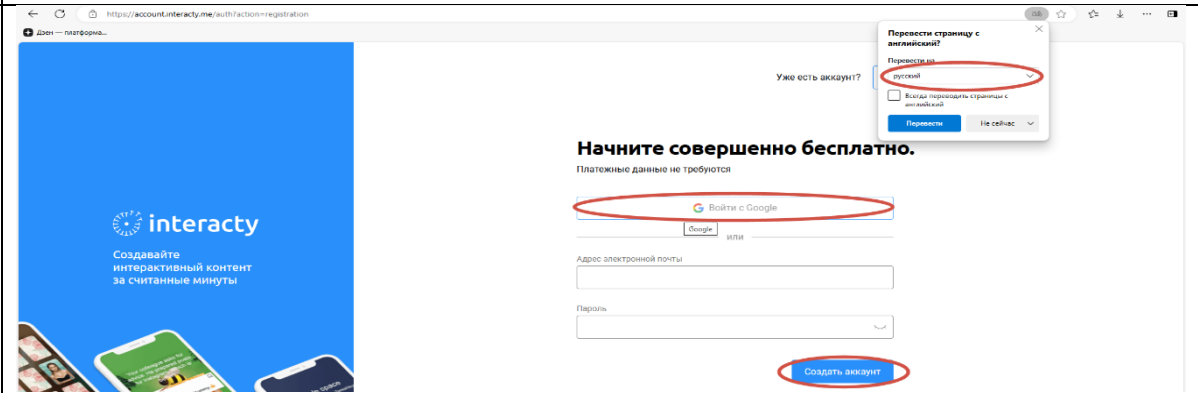 https://account.interacty.me/auth?action=registration
Дзен — платформа...
Перевести страницу с
английский?
Перевести на
русский
Всегда переводить страницы с
английский
Перевести
Не сейчас
Уже есть аккаунт?
Начните совершенно бесплатно.
Платежные данные не требуются
Войти с Google
Google
или
Адрес электронной почты
Пароль
Создать аккаунт
interacty
Создавайте
интерактивный контент
за считанные минуты